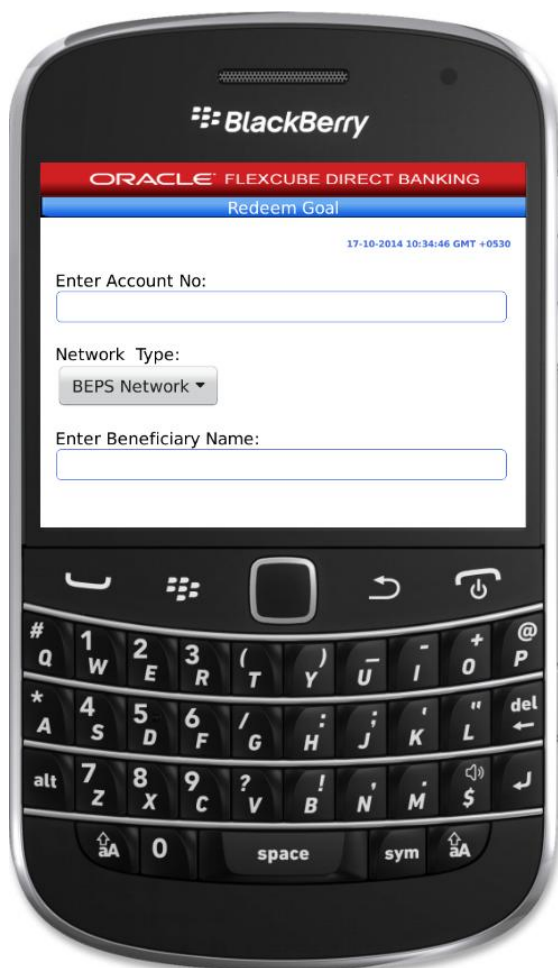 BlackBerry
ORACLE FLEXCUBE DIRECT BANKING
Redeem Goal
17-10-2014 10:34:46 GMT +0530
Enter Account No:
Network Type:
BEPS Network
Enter Beneficiary Name:
# 1 2 3 ( ) _ - + @
Q W E R T Y U I O P
* 4 5 6 / : ; ' " del
A S D F G H J K L
alt 7 8 9 ? ! , .
Z X C V B N M $
aA 0 space sym aA